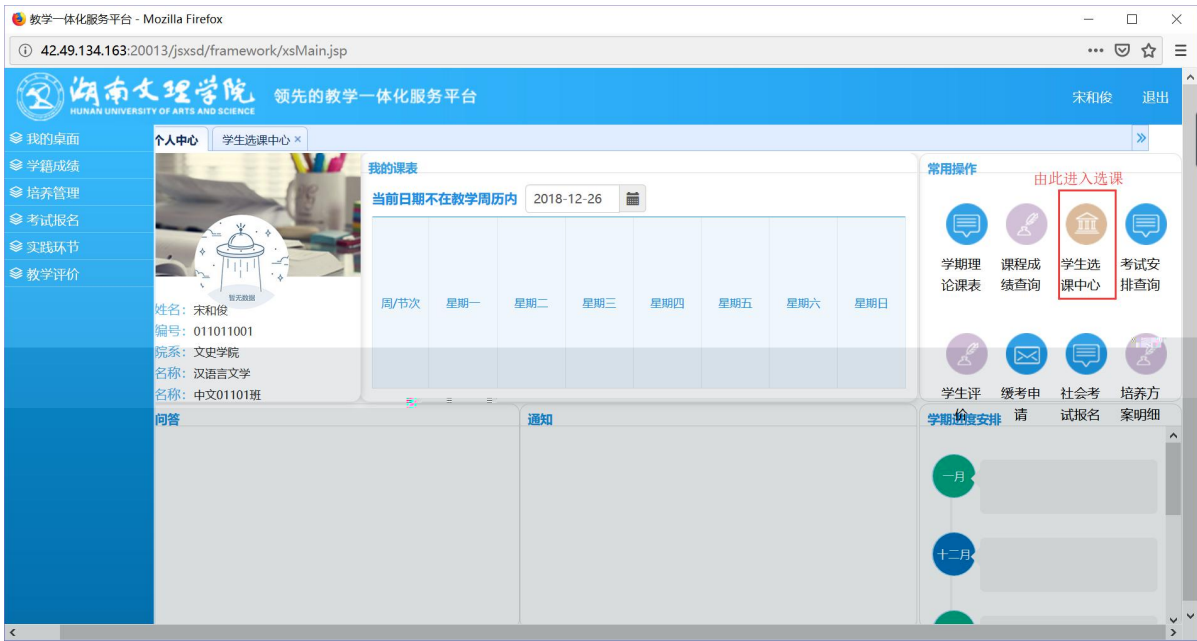 教学一体化服务平台 - Mozilla Firefox
42.49.134.163:20013/jsxsd/framework/xsMain.jsp
湖南文理学院
HUNAN UNIVERSITY OF ARTS AND SCIENCE
领先的教学一体化服务平台
宋和俊 退出
我的桌面
学籍成绩
培养管理
考试报名
实践环节
教学评价
个人中心 学生选课中心 ×
暂无数据
姓名：宋和俊
编号：011011001
院系：文史学院
名称：汉语言文学
名称：中文01101班
我的课表
当前日期不在教学周历内 2018-12-26
周/节次 星期一 星期二 星期三 星期四 星期五 星期六 星期日
常用操作
由此进入选课
学期理论课表
课程成绩查询
学生选课中心
考试安排查询
学生评价
缓考申请
社会考试报名
培养方案明细
问答
通知
学期进度安排
一月
十二月